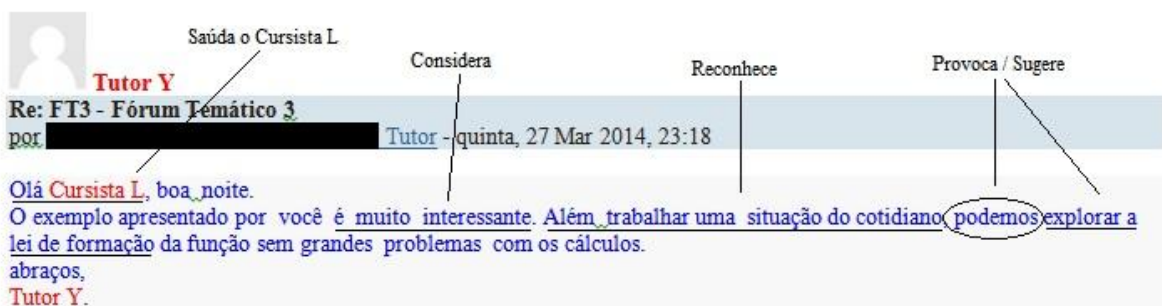 Saúda o Cursista L
Considera
Reconhece
Provoca / Sugere
Tutor Y
Re: FT3 - Fórum Temático 3
por Tutor - quinta, 27 Mar 2014, 23:18
Olá Cursista L, boa noite.
O exemplo apresentado por você é muito interessante. Além trabalhar uma situação do cotidiano, podemos explorar a
lei de formação da função sem grandes problemas com os cálculos.
abraços,
Tutor Y.